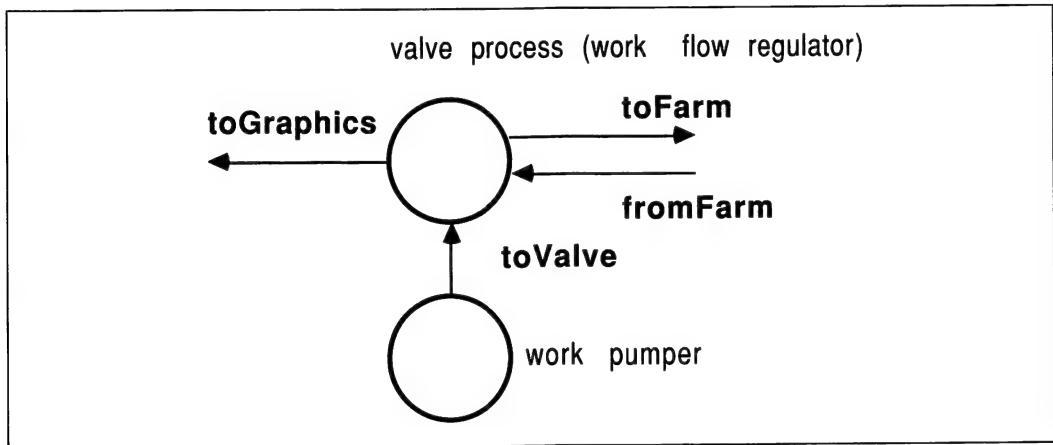 valve process (work flow regulator)
toGraphics
toFarm
fromFarm
toValve
work pumper